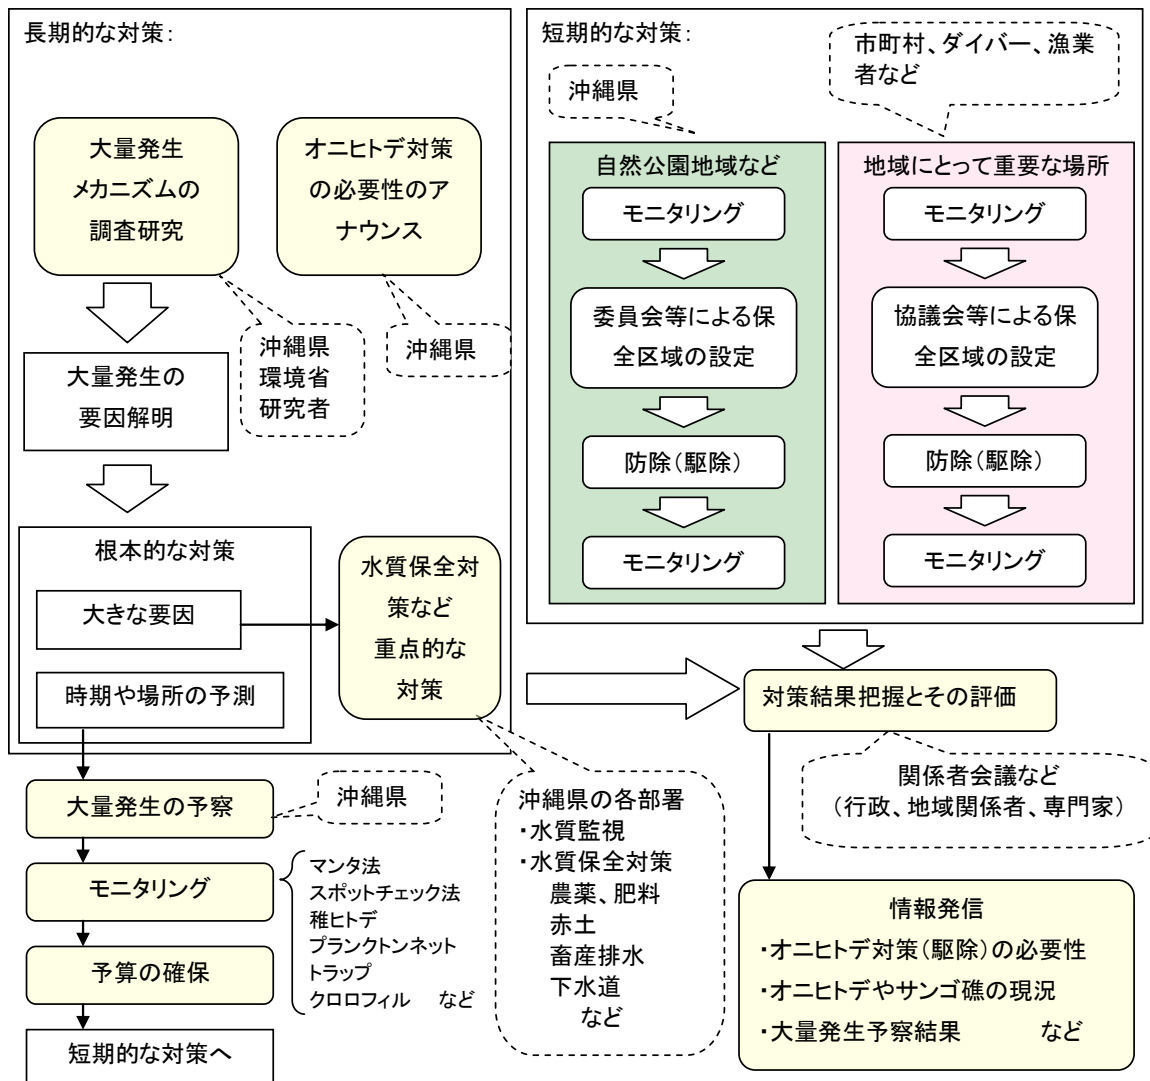 長期的な対策：
大量発生
メカニズムの
調査研究
オニヒトデ対策
の必要性のア
ナウンス
沖縄県
環境省
研究者
沖縄県
大量発生の
要因解明
根本的な対策
大きな要因
時期や場所の予測
水質保全対
策など
重点的な
対策
大量発生の予察
沖縄県
モニタリング
マンタ法
スポットチェック法
稚ヒトデ
プランクトンネット
トラップ
クロロフィル　など
予算の確保
短期的な対策へ
沖縄県の各部署
・水質監視
・水質保全対策
農薬、肥料
赤土
畜産排水
下水道
など
短期的な対策：
沖縄県
市町村、ダイバー、漁業
者など
自然公園地域など
モニタリング
委員会等による保
全区域の設定
防除（駆除）
モニタリング
地域にとって重要な場所
モニタリング
協議会等による保
全区域の設定
防除（駆除）
モニタリング
対策結果把握とその評価
関係者会議など
（行政、地域関係者、専門家）
情報発信
・オニヒトデ対策（駆除）の必要性
・オニヒトデやサンゴ礁の現況
・大量発生予察結果　など